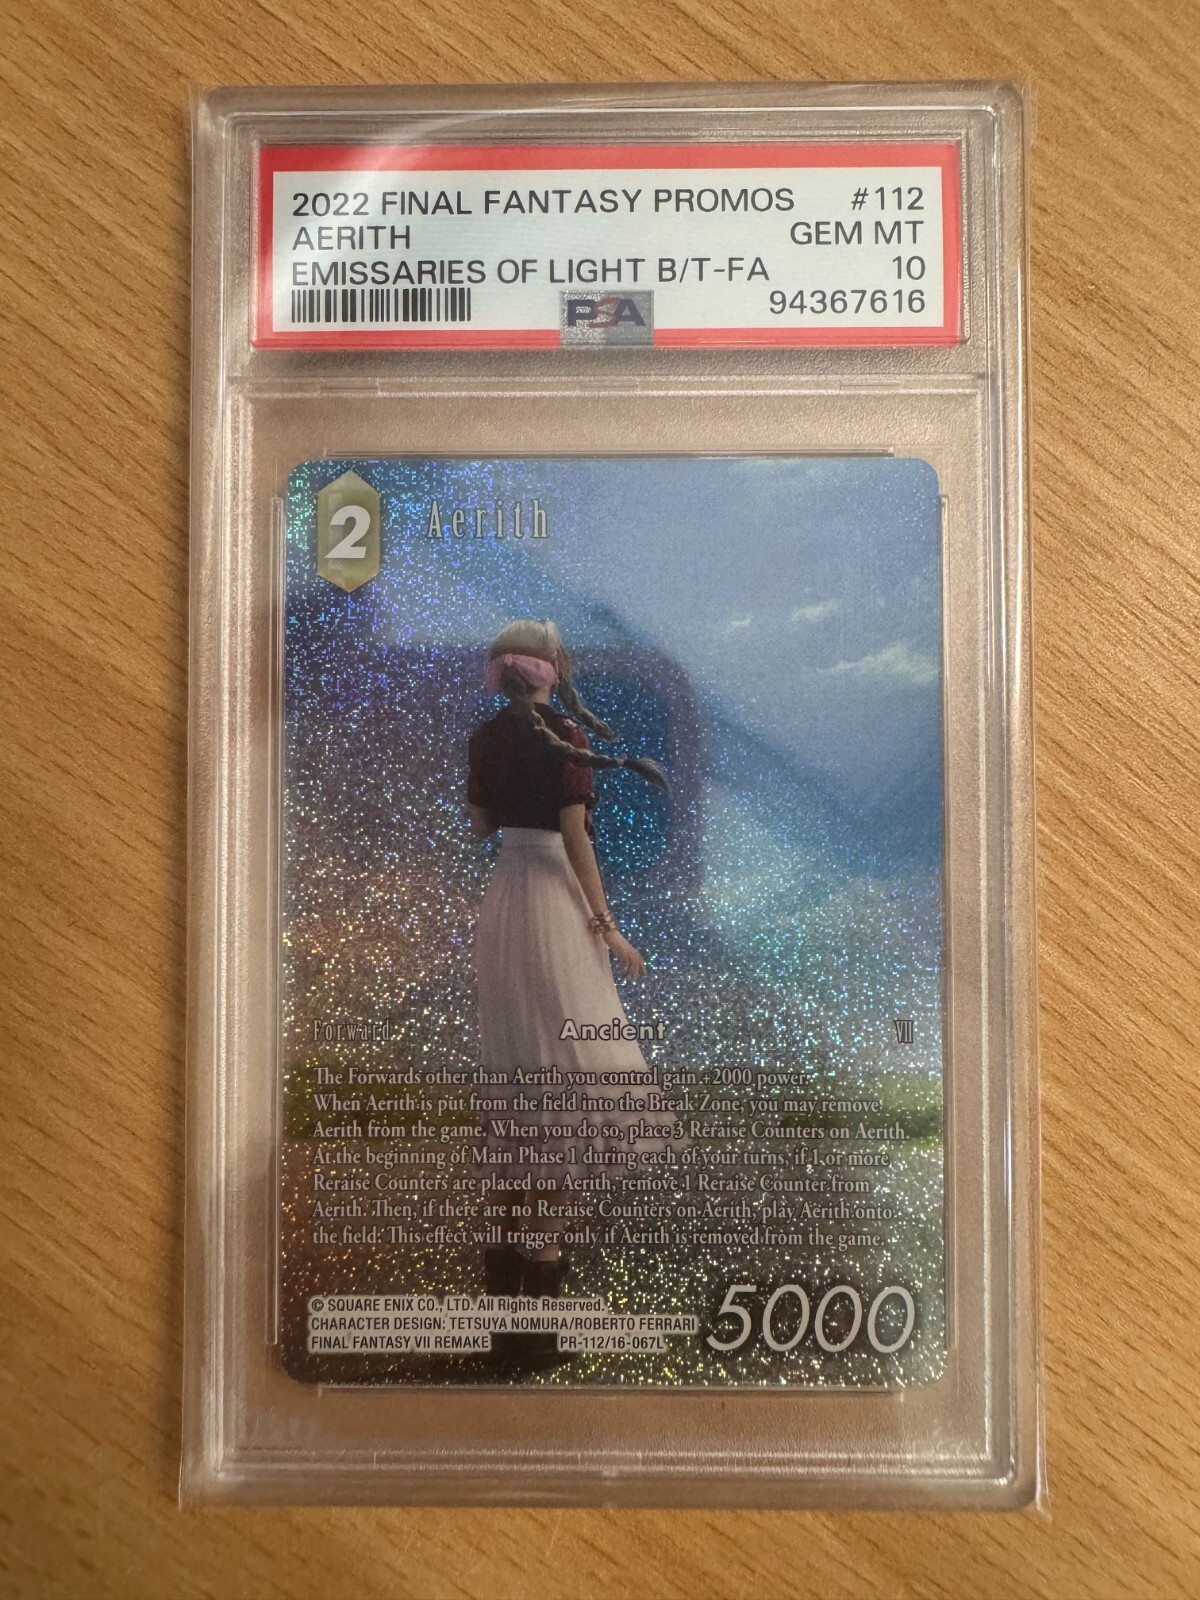 2022 FINAL FANTASY PROMOS #112
AERITH GEM MT
EMISSARIES OF LIGHT B/T-FA 10
PSA 94367616
2 Aerith
Forward Ancient VII
The Forwards other than Aerith you control gain +2000 power.
When Aerith is put from the field into the Break Zone, you may remove
Aerith from the game. When you do so, place 3 Reraise Counters on Aerith.
At the beginning of Main Phase 1 during each of your turns, if 1 or more
Reraise Counters are placed on Aerith, remove 1 Reraise Counter from
Aerith. Then, if there are no Reraise Counters on Aerith, play Aerith onto
the field. This effect will trigger only if Aerith is removed from the game.
© SQUARE ENIX CO., LTD. All Rights Reserved.
CHARACTER DESIGN: TETSUYA NOMURA/ROBERTO FERRARI
FINAL FANTASY VII REMAKE PR-112/16-067L
5000